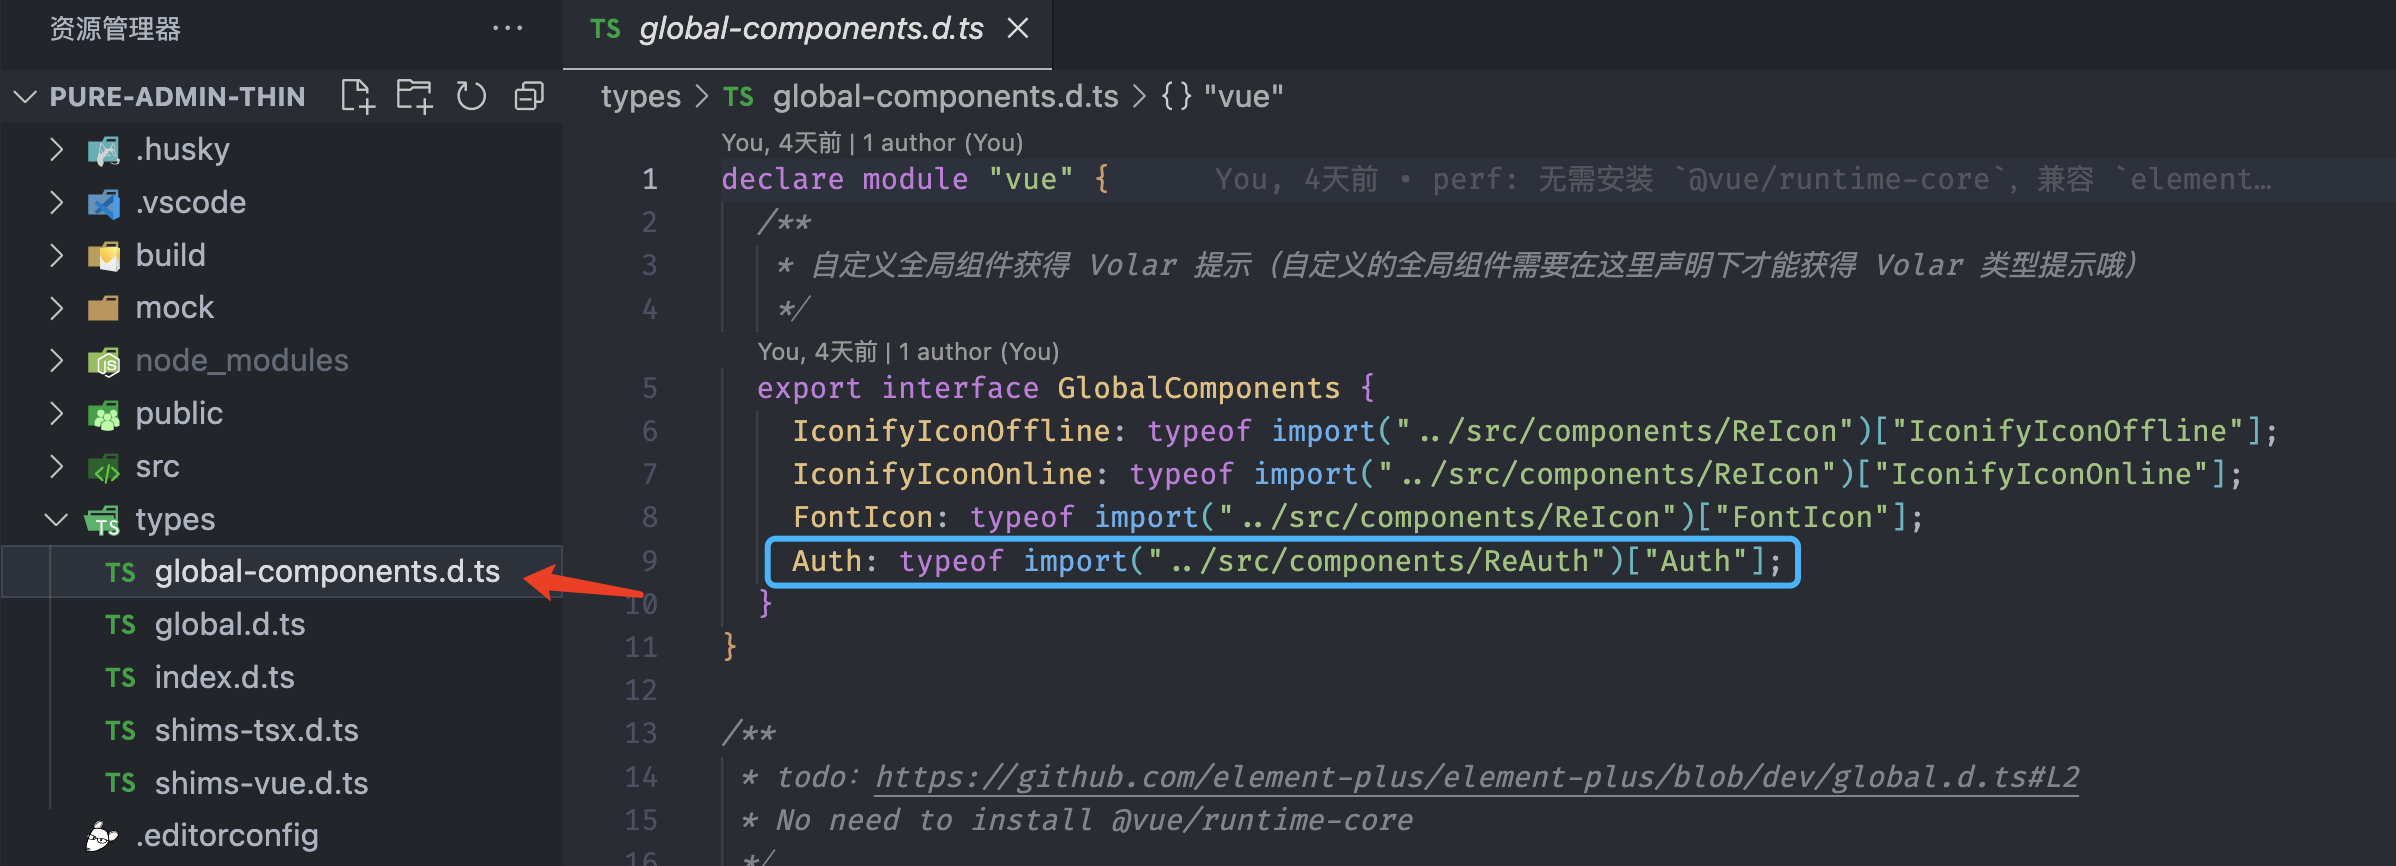 资源管理器
PURE-ADMIN-THIN
.husky
.vscode
build
mock
node_modules
public
src
types
TS global-components.d.ts
TS global.d.ts
TS index.d.ts
TS shims-tsx.d.ts
TS shims-vue.d.ts
.editorconfig
TS global-components.d.ts
types > TS global-components.d.ts > {} "vue"
You, 4天前 | 1 author (You)
1 declare module "vue" { You, 4天前 • perf: 无需安装 `@vue/runtime-core`，兼容 `element…
2 /**
3 * 自定义全局组件获得 Volar 提示（自定义的全局组件需要在这里声明下才能获得 Volar 类型提示哦）
4 */
You, 4天前 | 1 author (You)
5 export interface GlobalComponents {
6 IconifyIconOffline: typeof import("../src/components/ReIcon")["IconifyIconOffline"];
7 IconifyIconOnline: typeof import("../src/components/ReIcon")["IconifyIconOnline"];
8 FontIcon: typeof import("../src/components/ReIcon")["FontIcon"];
9 Auth: typeof import("../src/components/ReAuth")["Auth"];
10 }
11 }
12
13 /**
14 * todo：https://github.com/element-plus/element-plus/blob/dev/global.d.ts#L2
15 * No need to install @vue/runtime-core
16 */